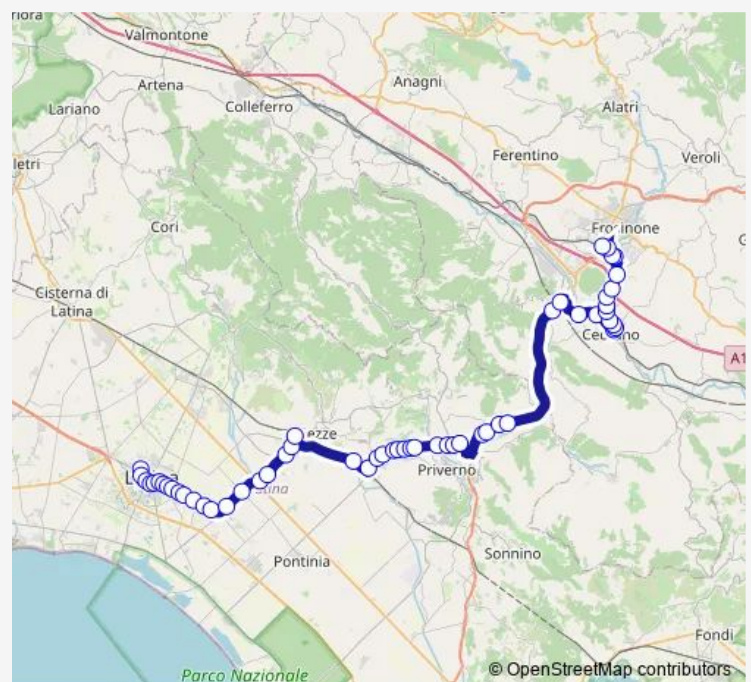 Valmontone
Artena
Anagni
Colleferro
Lariano
Alatri
Ferentino
Veroli
Cori
Cisterna di
Latina
A1
Priverno
Pontinia
Sonnino
Fondi
Parco Nazionale
© OpenStreetMap contributors